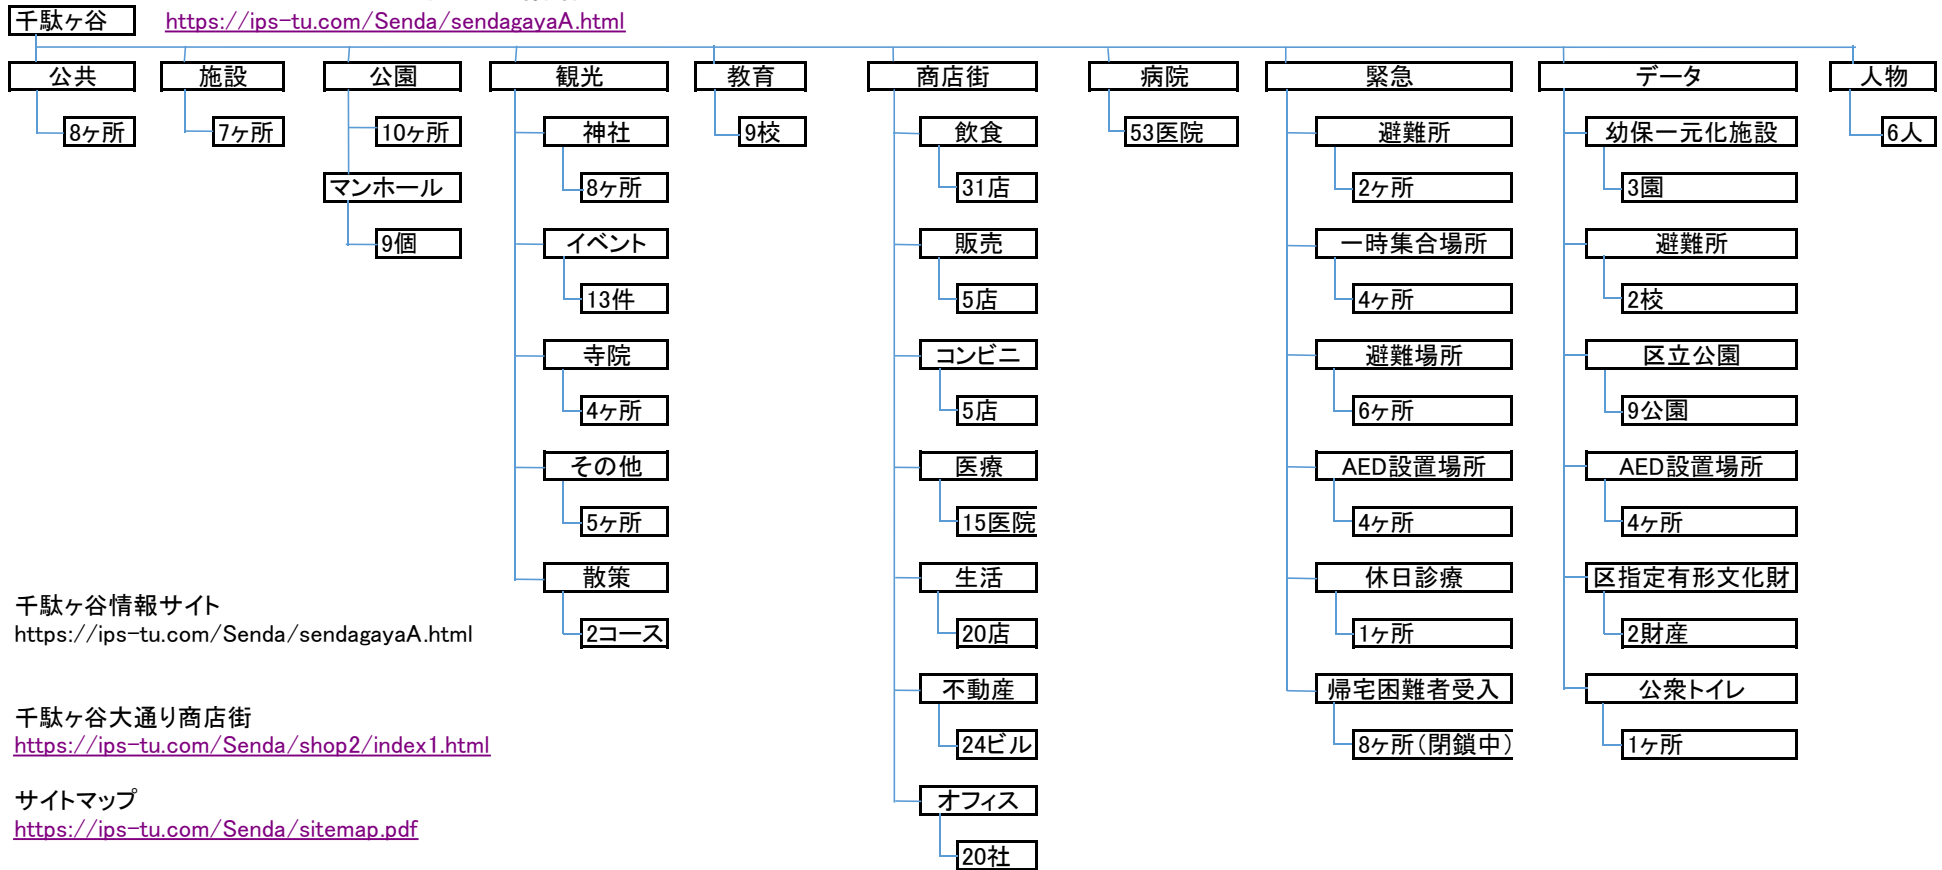 千駄ヶ谷 https://ips-tu.com/Senda/sendagayaA.html
公共 施設 公園 観光 教育 商店街 病院 緊急 データ 人物
8ヶ所 7ヶ所 10ヶ所 神社 9校 飲食 53医院 避難所 幼保一元化施設 6人
マンホール 8ヶ所 31店 2ヶ所 3園
9個 イベント 販売 一時集合場所 避難所
13件 5店 4ヶ所 2校
寺院 コンビニ 避難場所 区立公園
4ヶ所 5店 6ヶ所 9公園
その他 医療 AED設置場所 AED設置場所
5ヶ所 15医院 4ヶ所 4ヶ所
散策 生活 休日診療 区指定有形文化財
千駄ヶ谷情報サイト
https://ips-tu.com/Senda/sendagayaA.html 2コース 20店 1ヶ所 2財産
不動産 帰宅困難者受入 公衆トイレ
千駄ヶ谷大通り商店街
https://ips-tu.com/Senda/shop2/index1.html 24ビル 8ヶ所(閉鎖中) 1ヶ所
サイトマップ オフィス
https://ips-tu.com/Senda/sitemap.pdf
20社